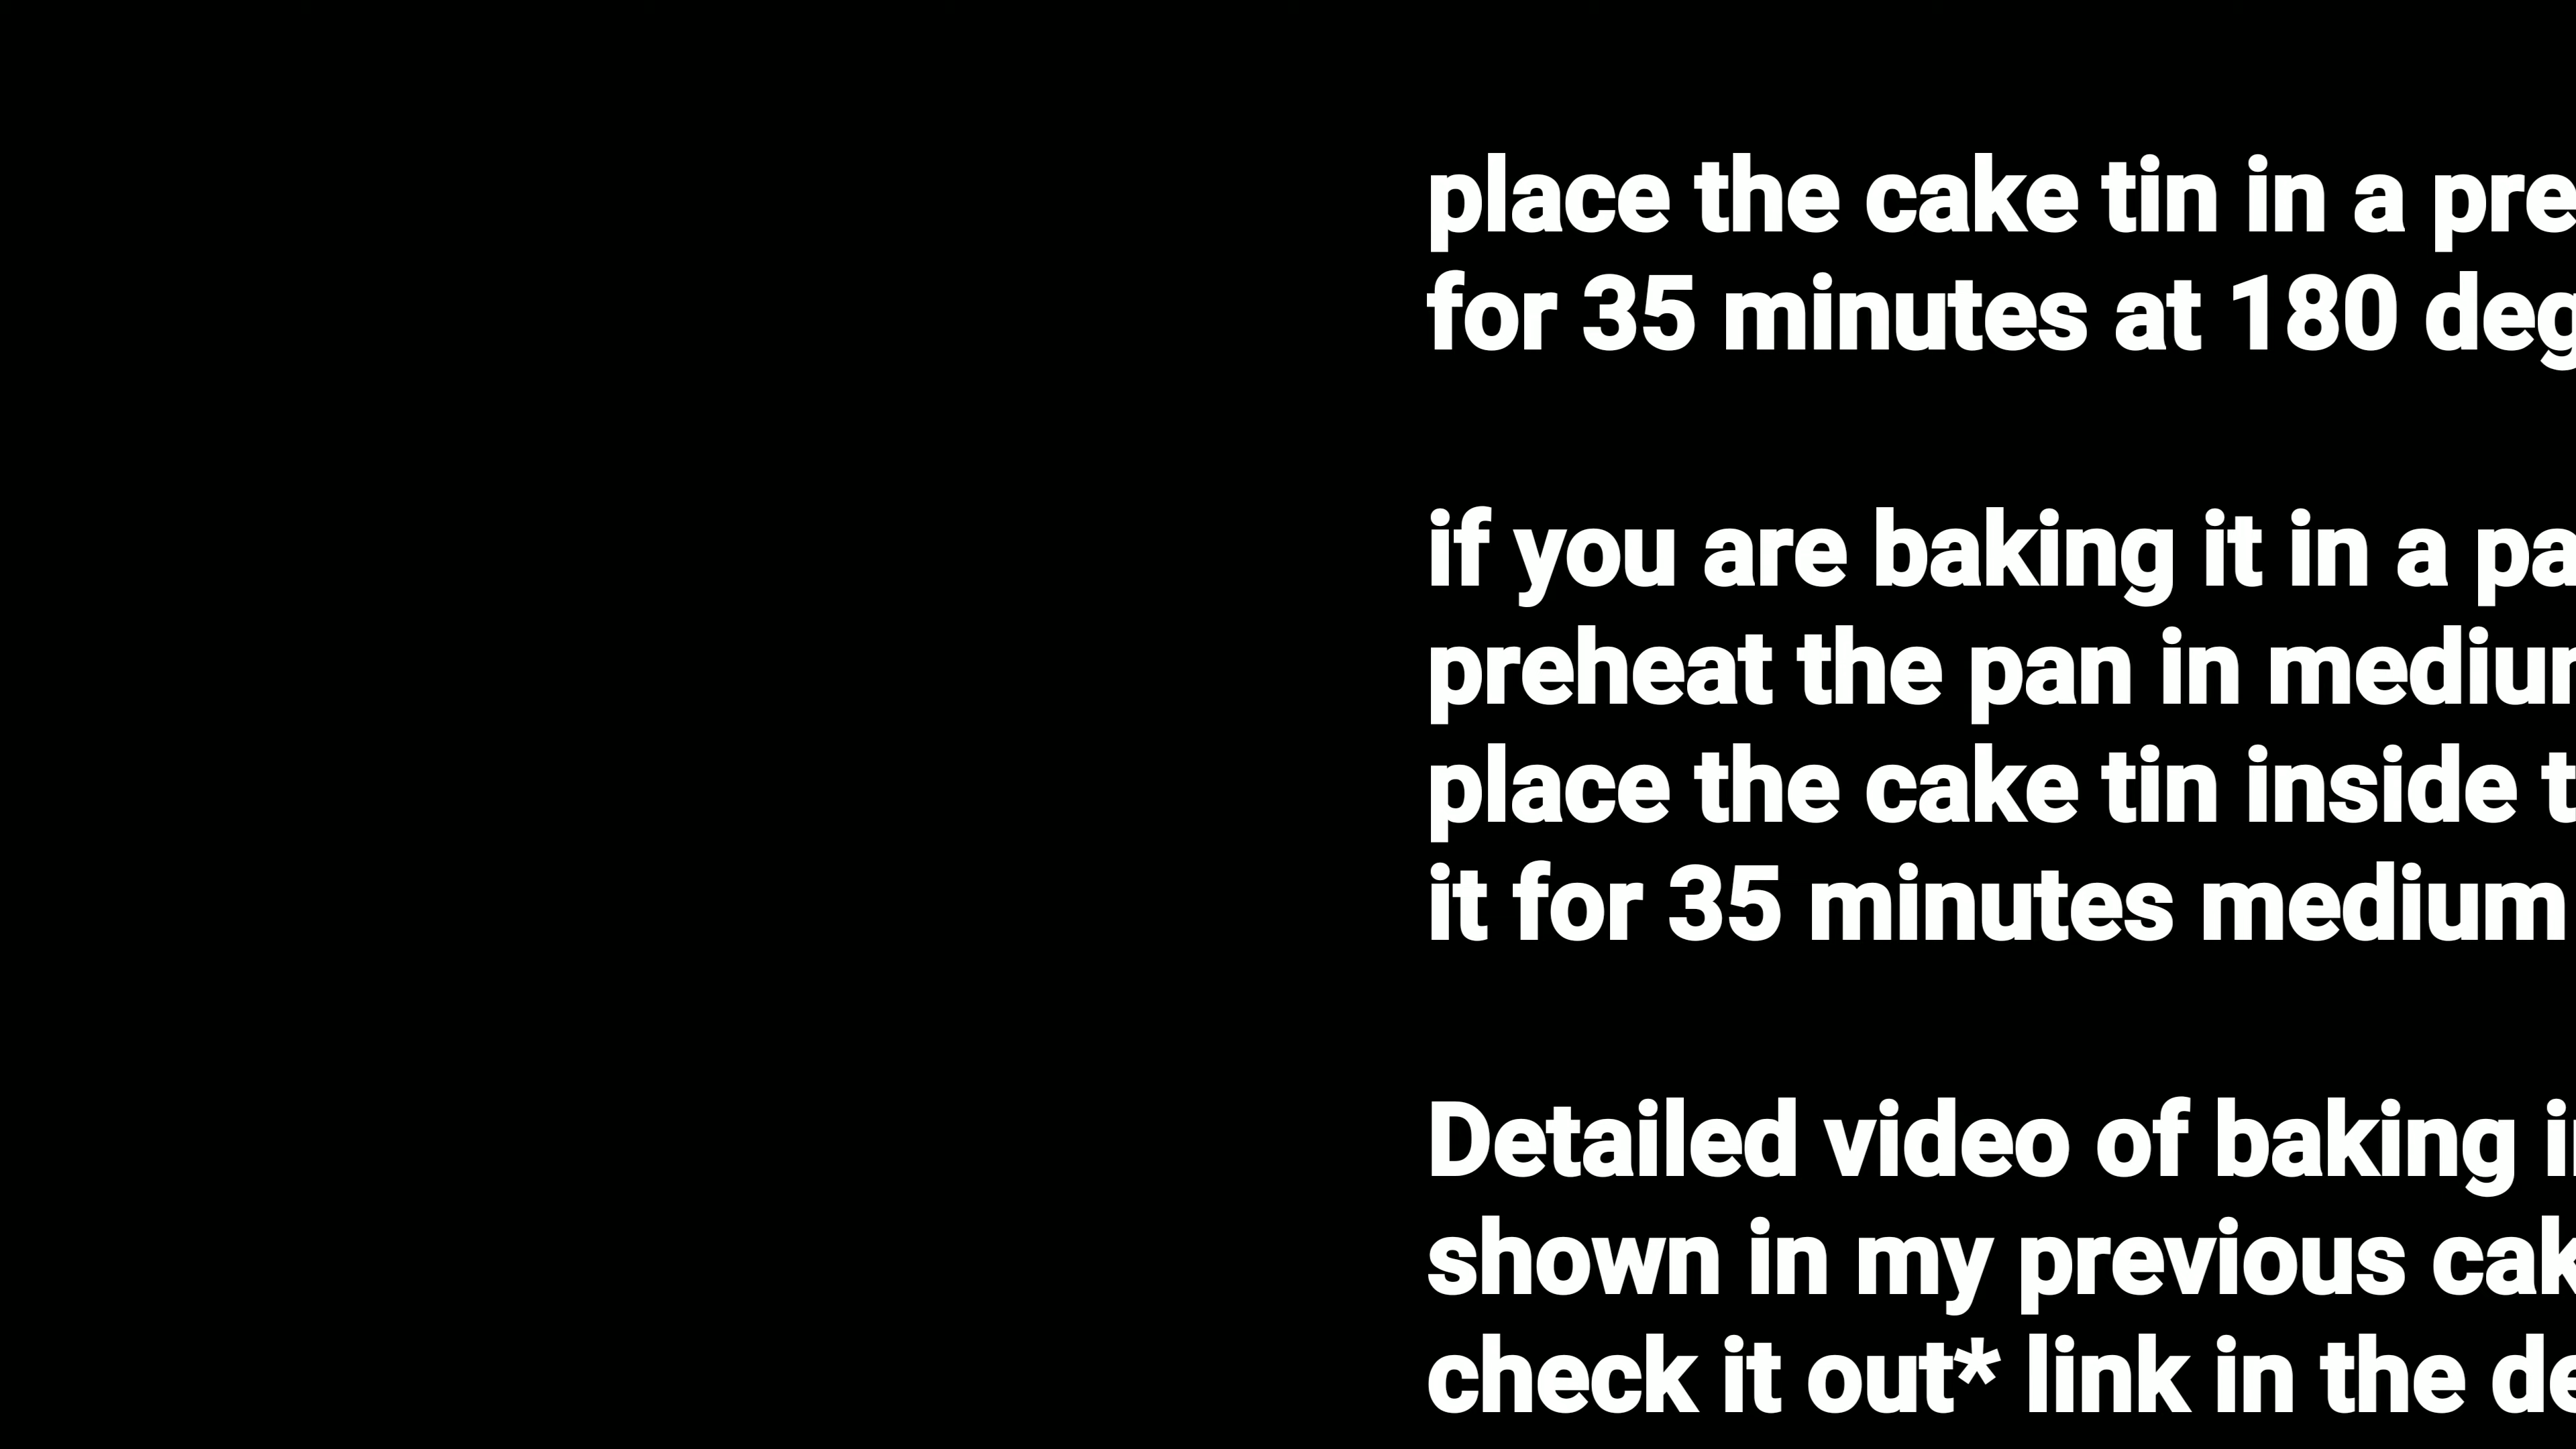 place the cake tin in a pre
for 35 minutes at 180 deg
if you are baking it in a pa
preheat the pan in medium
place the cake tin inside t
it for 35 minutes medium
Detailed video of baking in
shown in my previous cak
check it out* link in the de